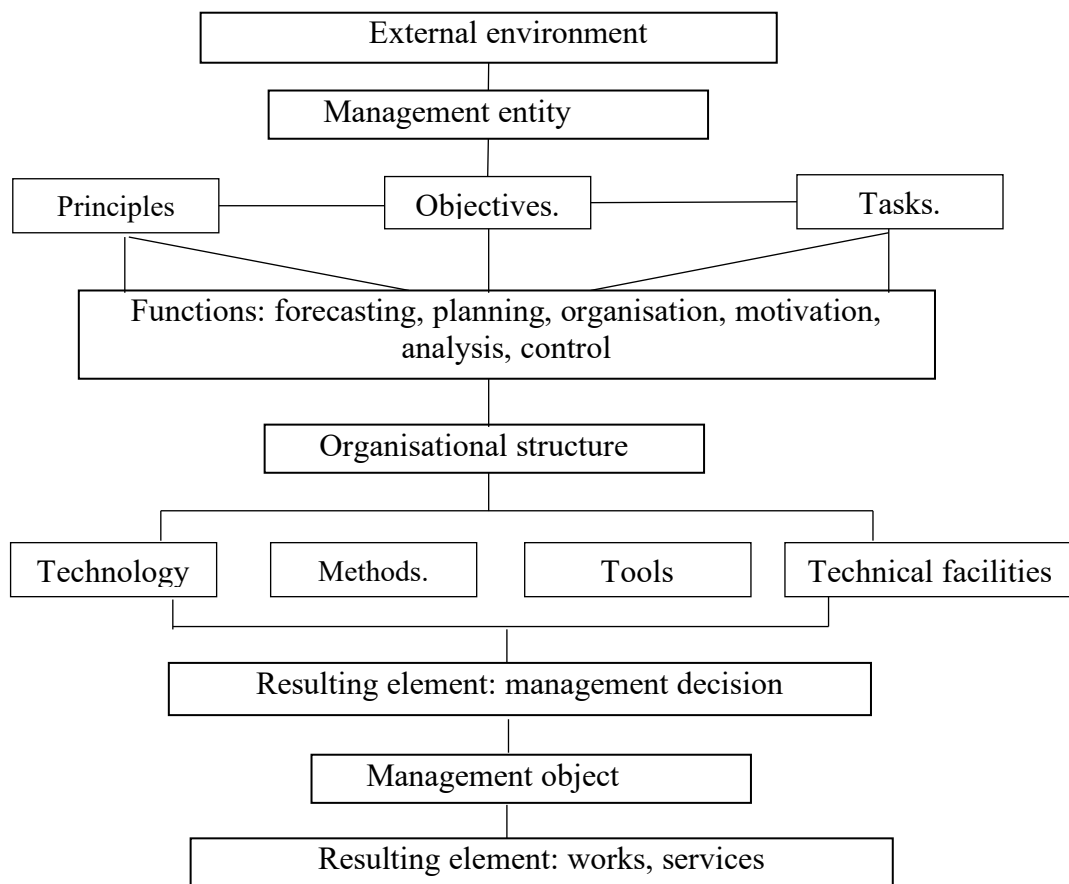 External environment
Management entity
Principles
Objectives.
Tasks.
Functions: forecasting, planning, organisation, motivation,
analysis, control
Organisational structure
Technology
Methods.
Tools
Technical facilities
Resulting element: management decision
Management object
Resulting element: works, services